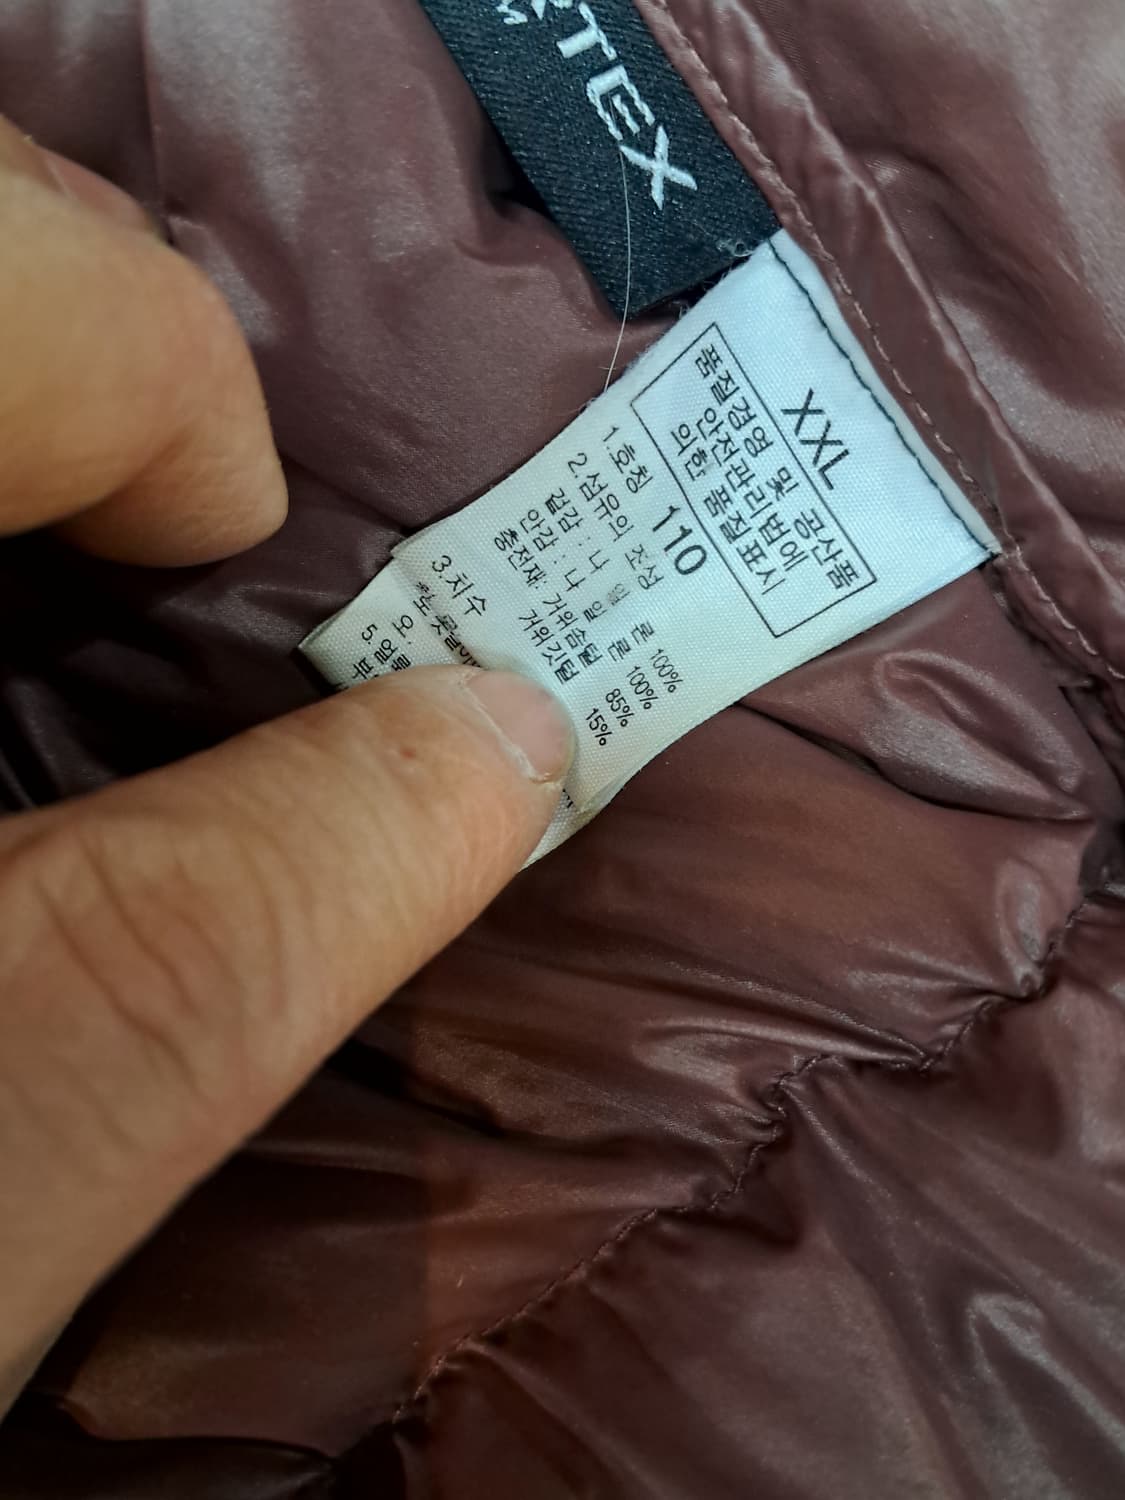 RTEX
M
XXL
품질경영 및 공산품
안전관리법에
의한 품질표시
1.호칭 110
2.섬유의 조성
겉감 : 나 일 론 100%
안감 : 나 일 론 100%
충전재: 거위솜털 85%
거위깃털 15%
3.치수